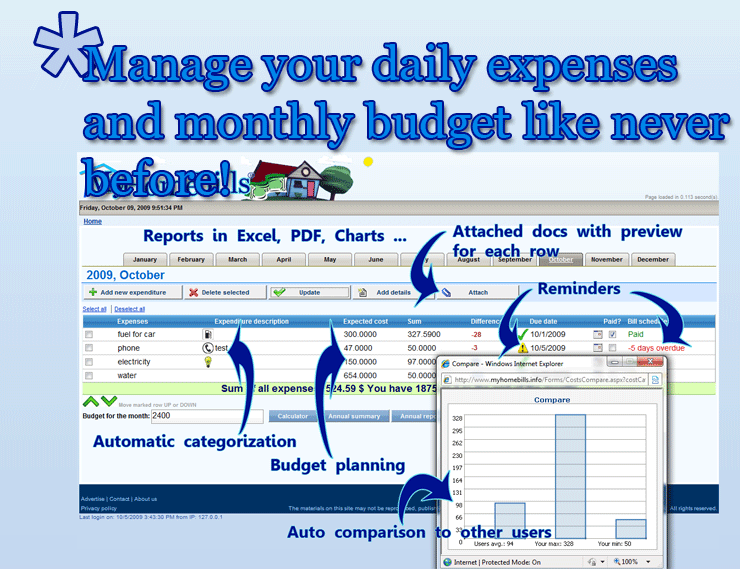 *Manage your daily expenses
and monthly budget like never
before!
Page loaded in 0.113 second(s)
Friday, October 09, 2009 9:51:34 PM
Home
Reports in Excel, PDF, Charts ...
Attached docs with preview
for each row
January February March April May June August September October November December
2009, October
Reminders
Add new expenditure Delete selected Update Add details Attach
Select all Deselect all
Expenses Expenditure description Expected cost Sum Due date Paid?
fuel for car 300.0000 327.5900 -28 10/1/2009 Paid
phone test 47.0000 50.0000 -3 10/5/2009 -5 days overdue
electricity 150.0000 97.0000
water 654.0000 50.0000
all expense 524.59 $ You have 1875
Move marked row UP or DOWN
Budget for the month: 2400 Calculator Annual summary Annual
Automatic categorization
Budget planning
Auto comparison to other users
Compare - Windows Internet Explorer
http://www.myhomebills.info/Forms/CostsCompare.aspx?costCa
Compare
328
295
262
230
197
164
131
98
66
33
0
Users avg.: 94 Your max: 328 Your min: 50
Internet | Protected Mode: On 100%
Advertise | Contact | About us
Privacy policy The materials on this site may not be All rights reserved.
Last login on: 10/5/2009 3:43:30 PM from IP: 127.0.0.1